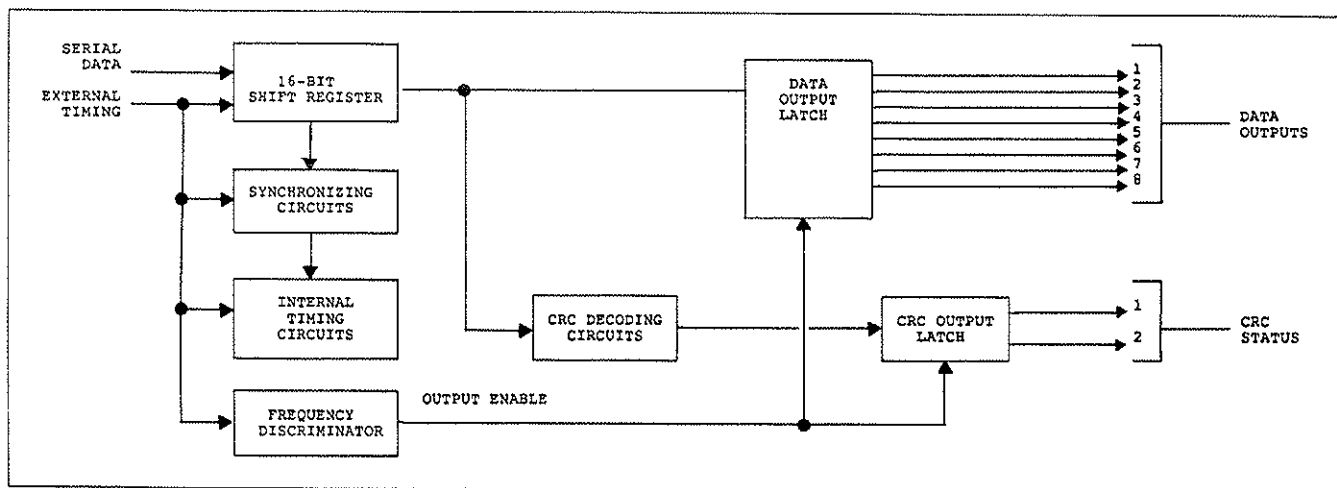 SERIAL
DATA
EXTERNAL
TIMING
16-BIT
SHIFT REGISTER
SYNCHRONIZING
CIRCUITS
INTERNAL
TIMING
CIRCUITS
FREQUENCY
DISCRIMINATOR
OUTPUT ENABLE
CRC DECODING
CIRCUITS
DATA
OUTPUT
LATCH
1
2
3
4
5
6
7
8
DATA
OUTPUTS
CRC OUTPUT
LATCH
1
2
CRC
STATUS